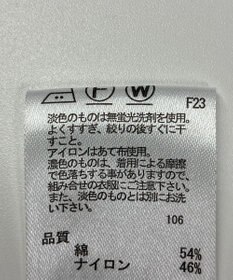 F W
F23
淡色のものは無蛍光洗剤を使用。
よくすすぎ、絞りの後すぐに干
すこと。
アイロンはあて布使用。
濃色のものは、着用による摩擦
で色落ちする事がありますので、
組み合せの衣服にご注意下さい。
また、淡色のものとは別にお洗
い下さい。
106
品質
綿 54%
ナイロン 46%